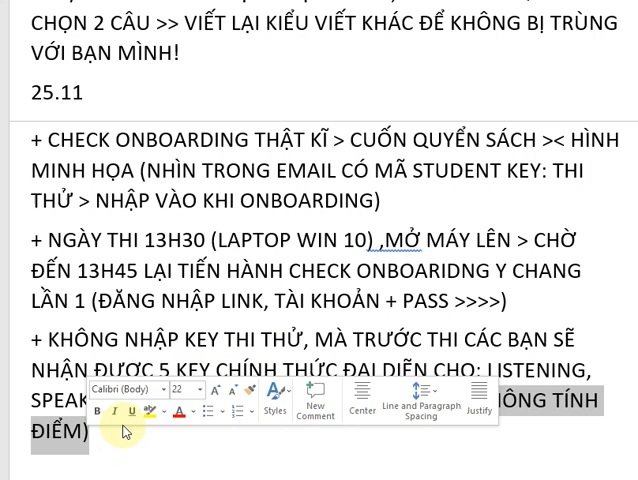 CHỌN 2 CÂU >> VIẾT LẠI KIỂU VIẾT KHÁC ĐỂ KHÔNG BỊ TRÙNG
VỚI BẠN MÌNH!
25.11
+ CHECK ONBOARDING THẬT KĨ > CUỐN QUYỂN SÁCH >< HÌNH
MINH HỌA (NHÌN TRONG EMAIL CÓ MÃ STUDENT KEY: THI
THỬ > NHẬP VÀO KHI ONBOARDING)
+ NGÀY THI 13H30 (LAPTOP WIN 10) ,MỞ MÁY LÊN > CHỜ
ĐẾN 13H45 LẠI TIẾN HÀNH CHECK ONBOARIDNG Y CHANG
LẦN 1 (ĐĂNG NHẬP LINK, TÀI KHOẢN + PASS >>>>)
+ KHÔNG NHẬP KEY THI THỬ, MÀ TRƯỚC THI CÁC BẠN SẼ
NHẬN ĐƯỢC 5 KEY CHÍNH THỨC ĐẠI DIỄN CHO: LISTENING,
SPEAK HÔNG TÍNH
ĐIỂM)
Calibri (Body) 22
B I U
Styles
New Comment
Center
Line and Paragraph Spacing
Justify